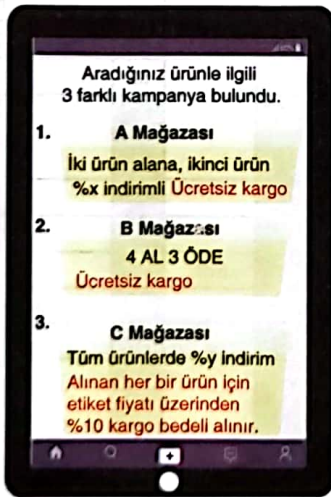 Aradığınız ürünle ilgili
3 farklı kampanya bulundu.
1. A Mağazası
İki ürün alana, ikinci ürün
%x indirimli Ücretsiz kargo
2. B Mağazası
4 AL 3 ÖDE
Ücretsiz kargo
3. C Mağazası
Tüm ürünlerde %y indirim
Alınan her bir ürün için
etiket fiyatı üzerinden
%10 kargo bedeli alınır.